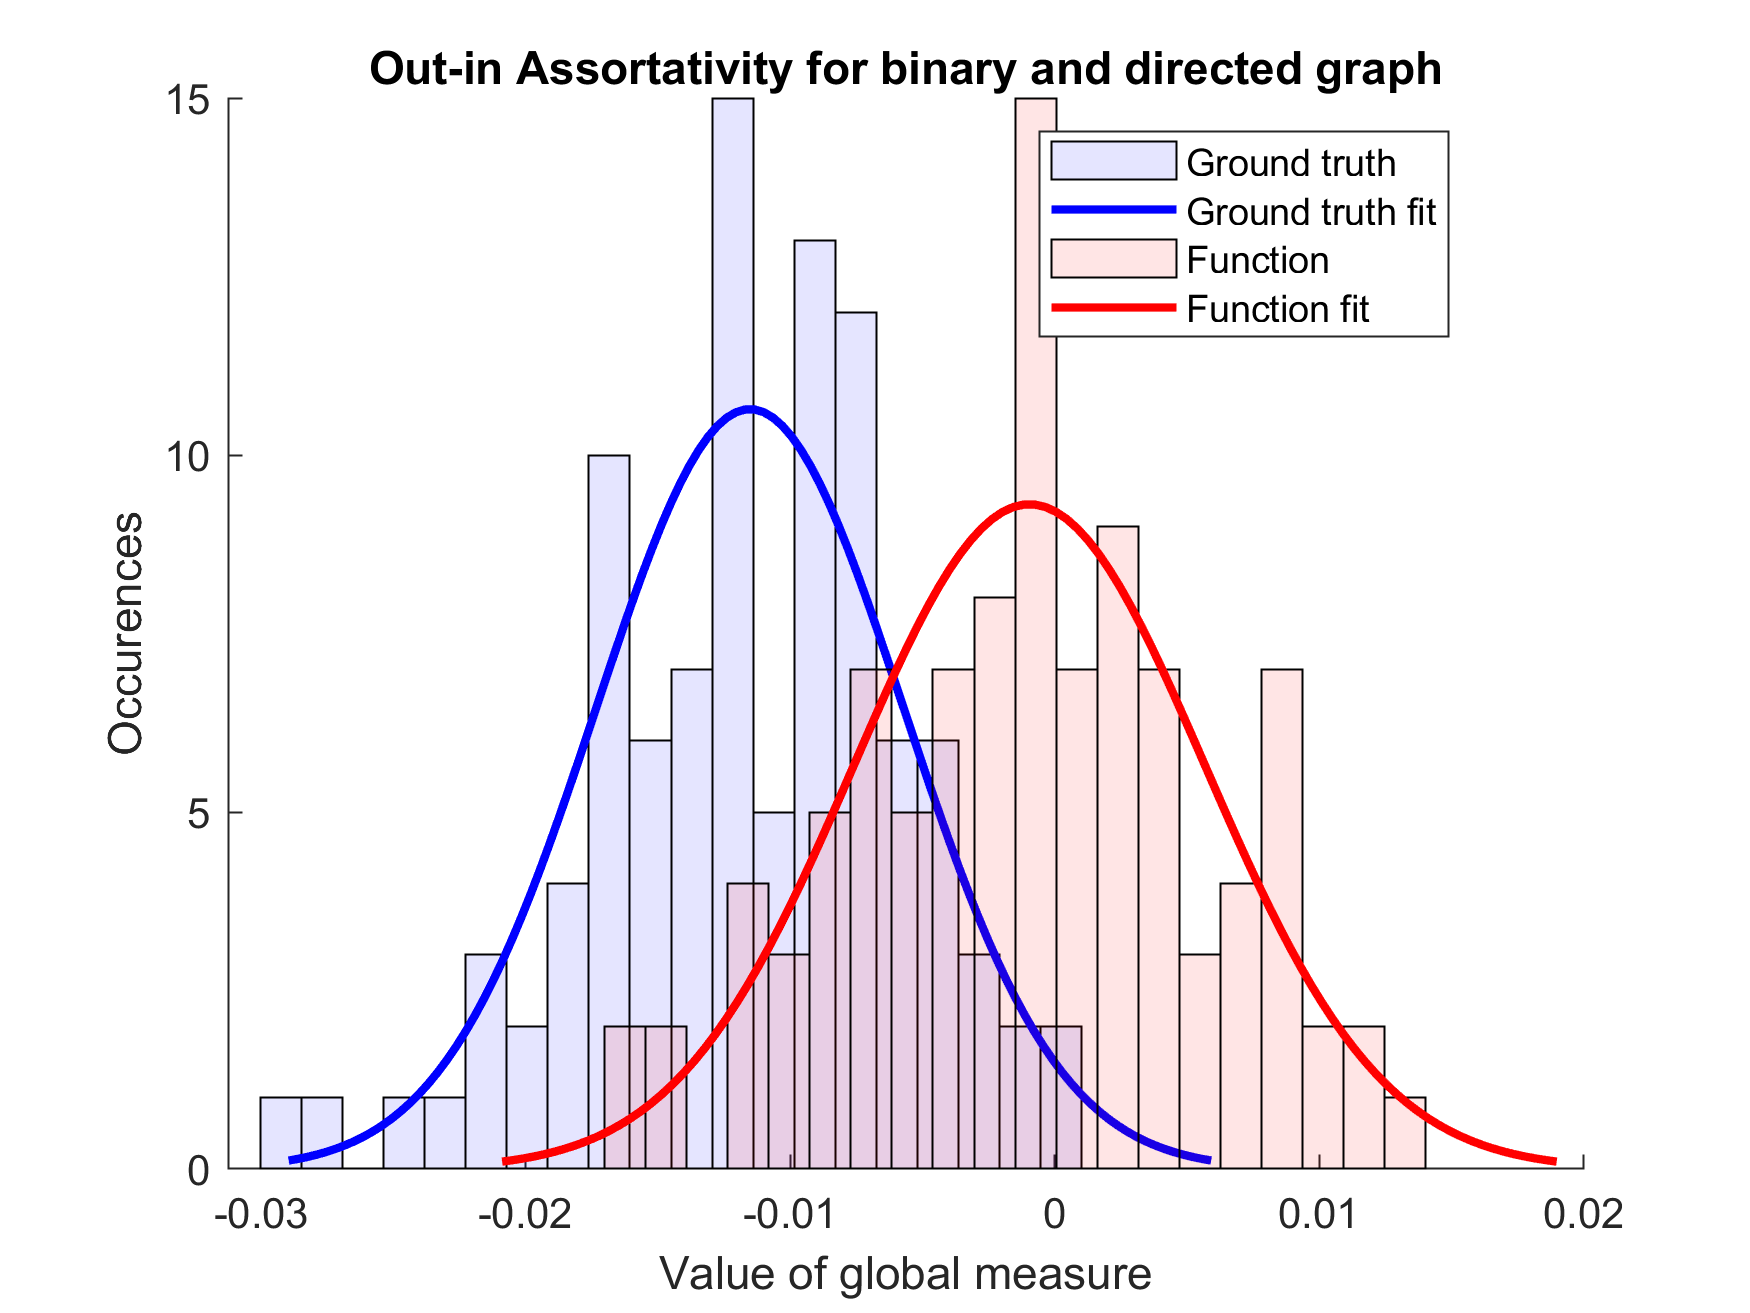 Out-in Assortativity for binary and directed graph
15
10
5
0
Occurences
Ground truth
Ground truth fit
Function
Function fit
-0.03 -0.02 -0.01 0 0.01 0.02
Value of global measure